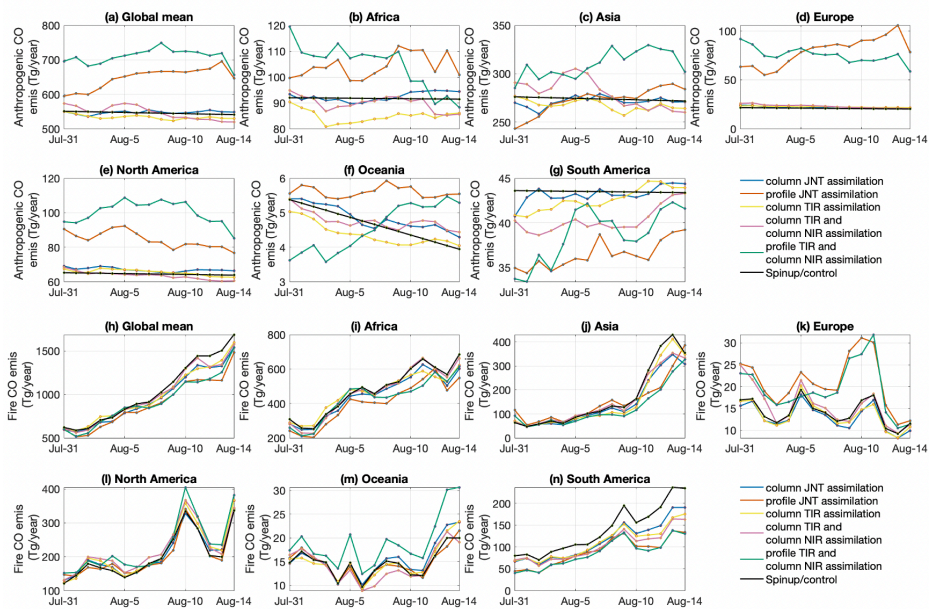 (a) Global mean
Anthropogenic CO
emis (Tg/year)
800
700
600
500
Jul-31
Aug-5
Aug-10
Aug-14
(b) Africa
Anthropogenic CO
emis (Tg/year)
120
110
100
90
80
Jul-31
Aug-5
Aug-10
Aug-14
(c) Asia
Anthropogenic CO
emis (Tg/year)
350
300
250
Jul-31
Aug-5
Aug-10
Aug-14
(d) Europe
Anthropogenic CO
emis (Tg/year)
100
50
0
Jul-31
Aug-5
Aug-10
Aug-14
(e) North America
Anthropogenic CO
emis (Tg/year)
120
100
80
60
Jul-31
Aug-5
Aug-10
Aug-14
(f) Oceania
Anthropogenic CO
emis (Tg/year)
6
5
4
3
Jul-31
Aug-5
Aug-10
Aug-14
(g) South America
Anthropogenic CO
emis (Tg/year)
45
40
35
Jul-31
Aug-5
Aug-10
Aug-14
column JNT assimilation
profile JNT assimilation
column TIR assimilation
column TIR and
column NIR assimilation
profile TIR and
column NIR assimilation
Spinup/control
(h) Global mean
Fire CO emis
(Tg/year)
1500
1000
500
Jul-31
Aug-5
Aug-10
Aug-14
(i) Africa
Fire CO emis
(Tg/year)
800
600
400
200
Jul-31
Aug-5
Aug-10
Aug-14
(j) Asia
Fire CO emis
(Tg/year)
400
300
200
100
0
Jul-31
Aug-5
Aug-10
Aug-14
(k) Europe
Fire CO emis
(Tg/year)
30
25
20
15
10
Jul-31
Aug-5
Aug-10
Aug-14
(l) North America
Fire CO emis
(Tg/year)
400
300
200
100
Jul-31
Aug-5
Aug-10
Aug-14
(m) Oceania
Fire CO emis
(Tg/year)
30
25
20
15
10
Jul-31
Aug-5
Aug-10
Aug-14
(n) South America
Fire CO emis
(Tg/year)
200
150
100
50
0
Jul-31
Aug-5
Aug-10
Aug-14
column JNT assimilation
profile JNT assimilation
column TIR assimilation
column TIR and
column NIR assimilation
profile TIR and
column NIR assimilation
Spinup/control